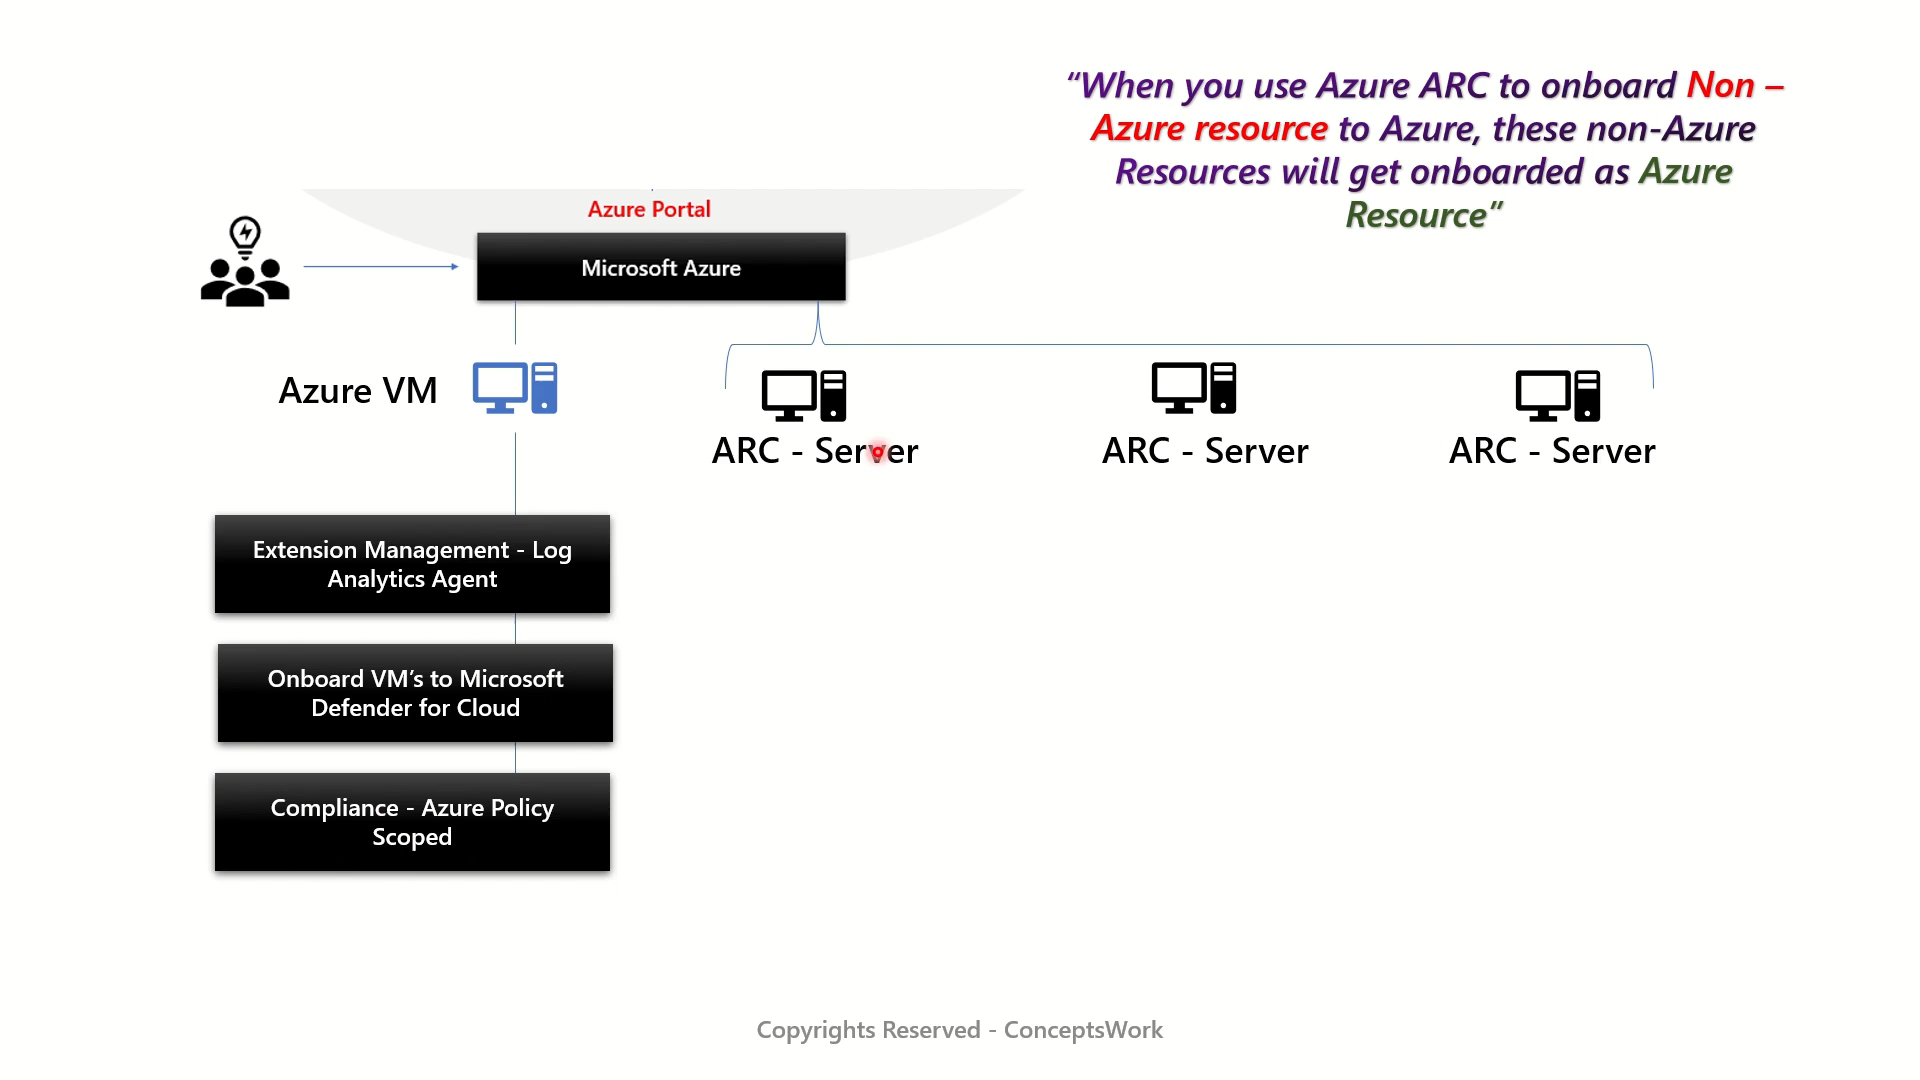 “When you use Azure ARC to onboard Non –
Azure resource to Azure, these non-Azure
Resources will get onboarded as Azure
Resource”
Azure Portal
Microsoft Azure
Azure VM
ARC - Server
ARC - Server
ARC - Server
Extension Management - Log
Analytics Agent
Onboard VM’s to Microsoft
Defender for Cloud
Compliance - Azure Policy
Scoped
Copyrights Reserved - ConceptsWork